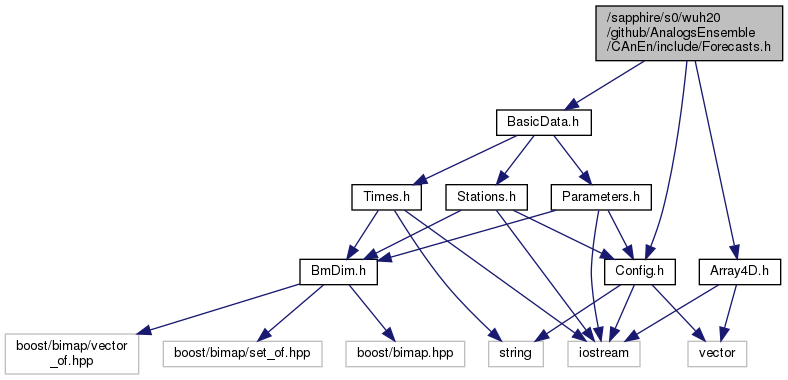 /sapphire/s0/wuh20
/github/AnalogsEnsemble
/CAnEn/include/Forecasts.h
BasicData.h
Times.h
Stations.h
Parameters.h
BmDim.h
Config.h
Array4D.h
boost/bimap/vector
_of.hpp
boost/bimap/set_of.hpp
boost/bimap.hpp
string
iostream
vector